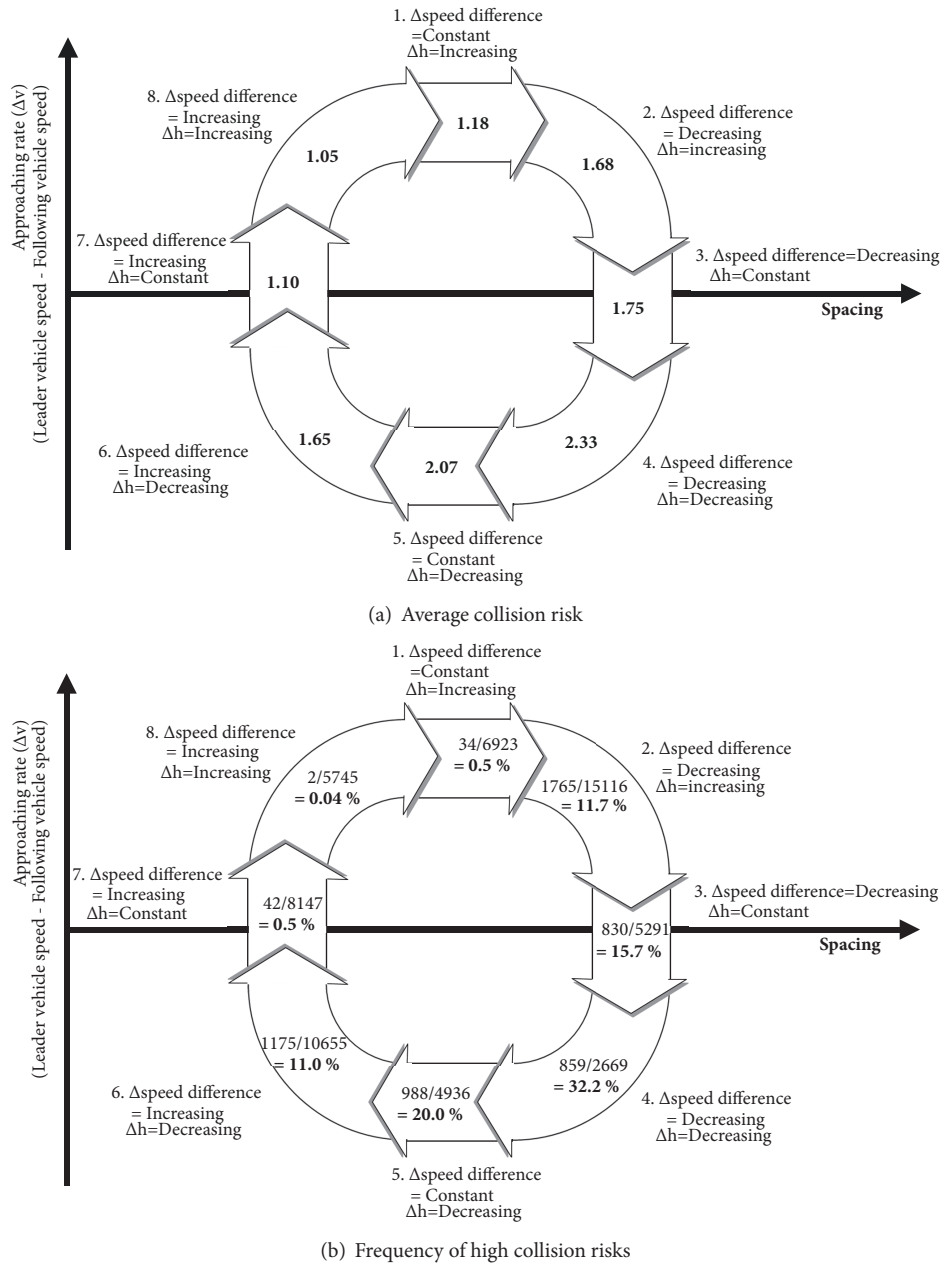 1. Δspeed difference
=Constant
Δh=Increasing
8. Δspeed difference
= Increasing
Δh=Increasing
2. Δspeed difference
= Decreasing
Δh=increasing
1.18
1.05
1.68
Approaching rate (Δv)
(Leader vehicle speed - Following vehicle speed)
7. Δspeed difference
= Increasing
Δh=Constant
3. Δspeed difference=Decreasing
Δh=Constant
1.10
1.75
Spacing
1.65
2.07
2.33
6. Δspeed difference
= Increasing
Δh=Decreasing
4. Δspeed difference
= Decreasing
Δh=Decreasing
5. Δspeed difference
= Constant
Δh=Decreasing
(a) Average collision risk
1. Δspeed difference
=Constant
Δh=Increasing
8. Δspeed difference
= Increasing
Δh=Increasing
2. Δspeed difference
= Decreasing
Δh=increasing
34/6923
= 0.5 %
2/5745
= 0.04 %
1765/15116
= 11.7 %
Approaching rate (Δv)
(Leader vehicle speed - Following vehicle speed)
7. Δspeed difference
= Increasing
Δh=Constant
3. Δspeed difference=Decreasing
Δh=Constant
42/8147
= 0.5 %
830/5291
= 15.7 %
Spacing
1175/10655
= 11.0 %
988/4936
= 20.0 %
859/2669
= 32.2 %
6. Δspeed difference
= Increasing
Δh=Decreasing
4. Δspeed difference
= Decreasing
Δh=Decreasing
5. Δspeed difference
= Constant
Δh=Decreasing
(b) Frequency of high collision risks